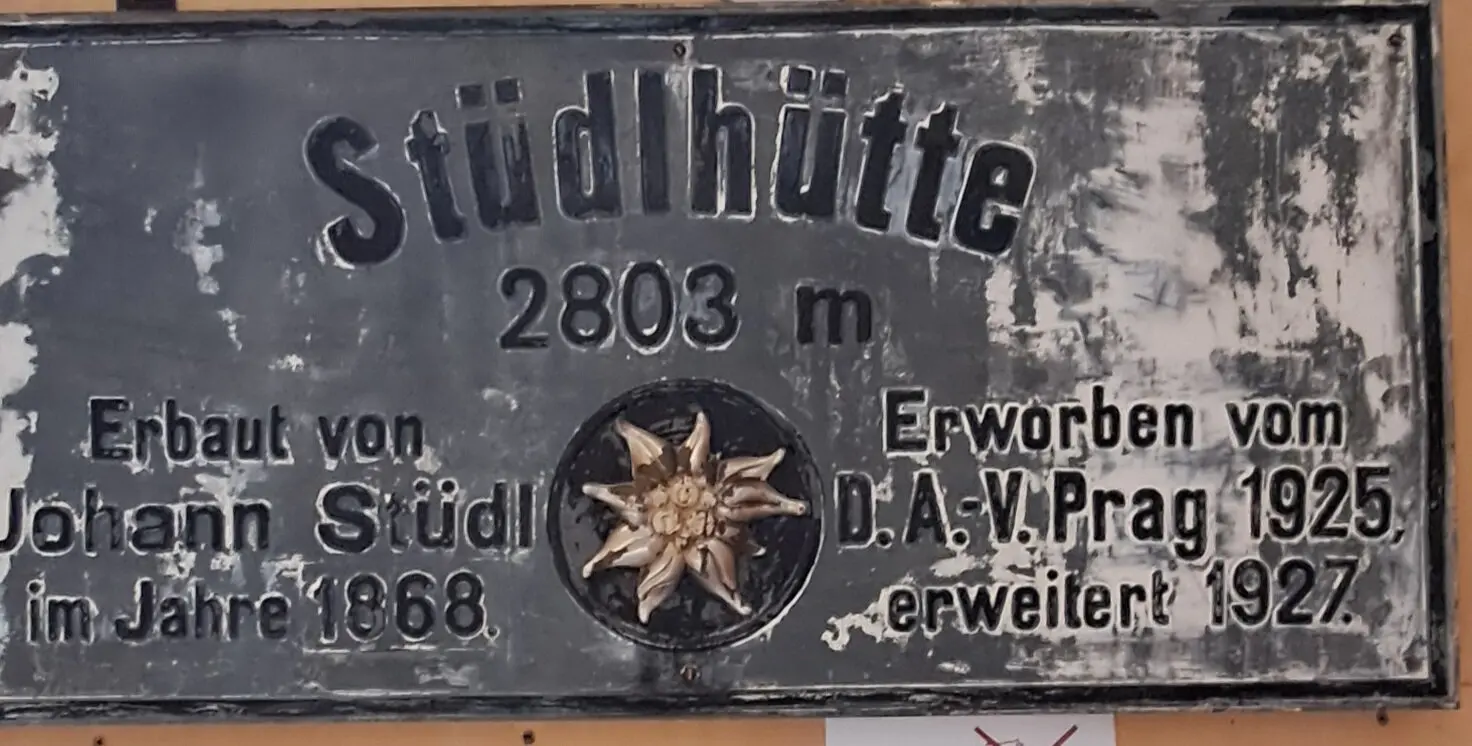 Stüdlhütte
2803 m
Erbaut von
Johann Stüdl
im Jahre 1868.
Erworben vom
D.A.-V. Prag 1925,
erweitert 1927.